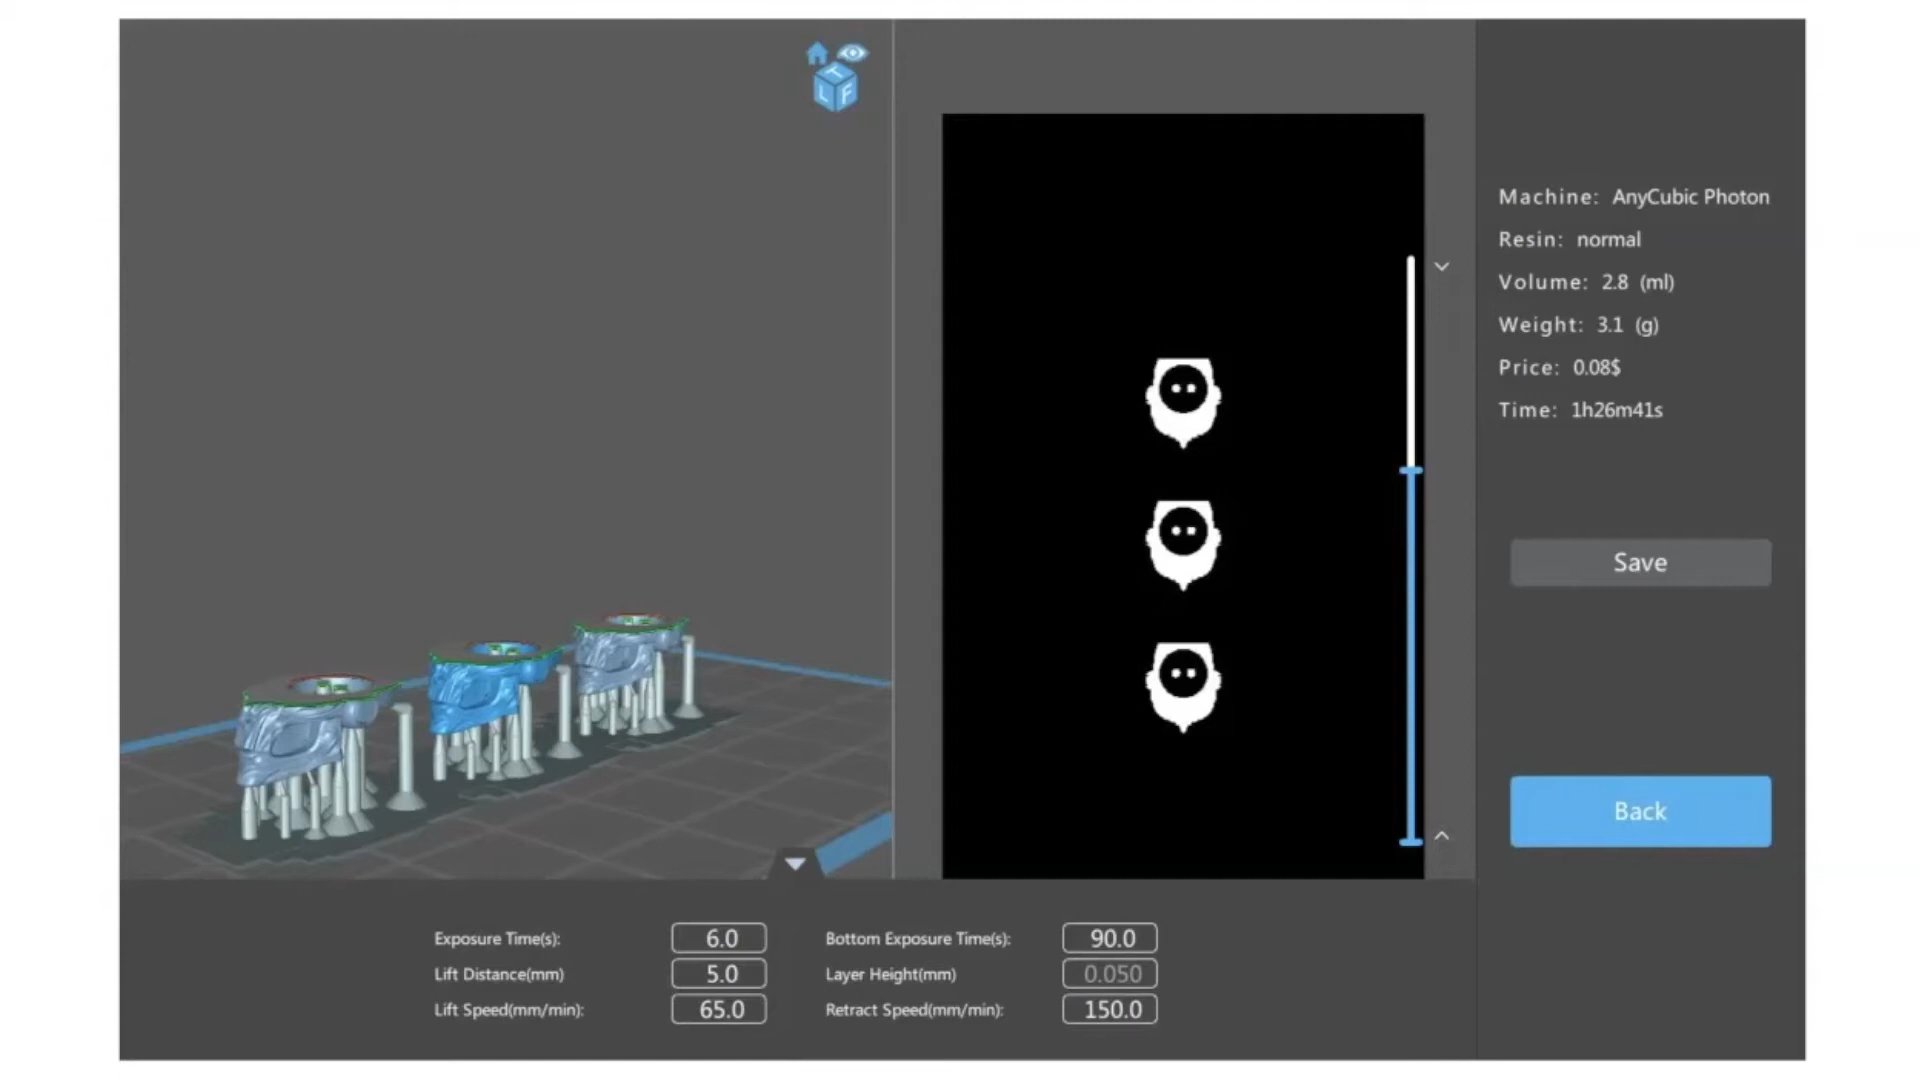 T
L F
Machine: AnyCubic Photon
Resin: normal
Volume: 2.8 (ml)
Weight: 3.1 (g)
Price: 0.08$
Time: 1h26m41s
Save
Back
Exposure Time(s): 6.0 Bottom Exposure Time(s): 90.0
Lift Distance(mm) 5.0 Layer Height(mm) 0.050
Lift Speed(mm/min): 65.0 Retract Speed(mm/min): 150.0